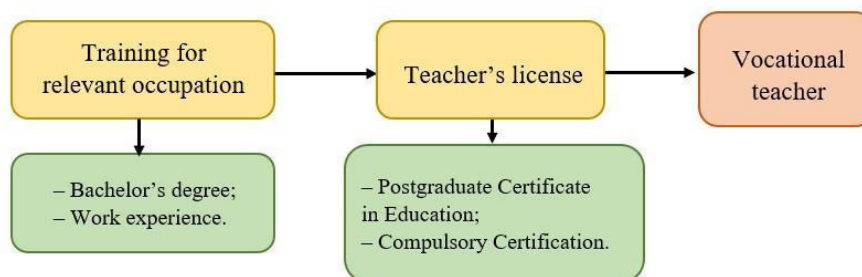 Training for
relevant occupation
Teacher’s license
Vocational
teacher
– Bachelor’s degree;
– Work experience.
– Postgraduate Certificate
in Education;
– Compulsory Certification.